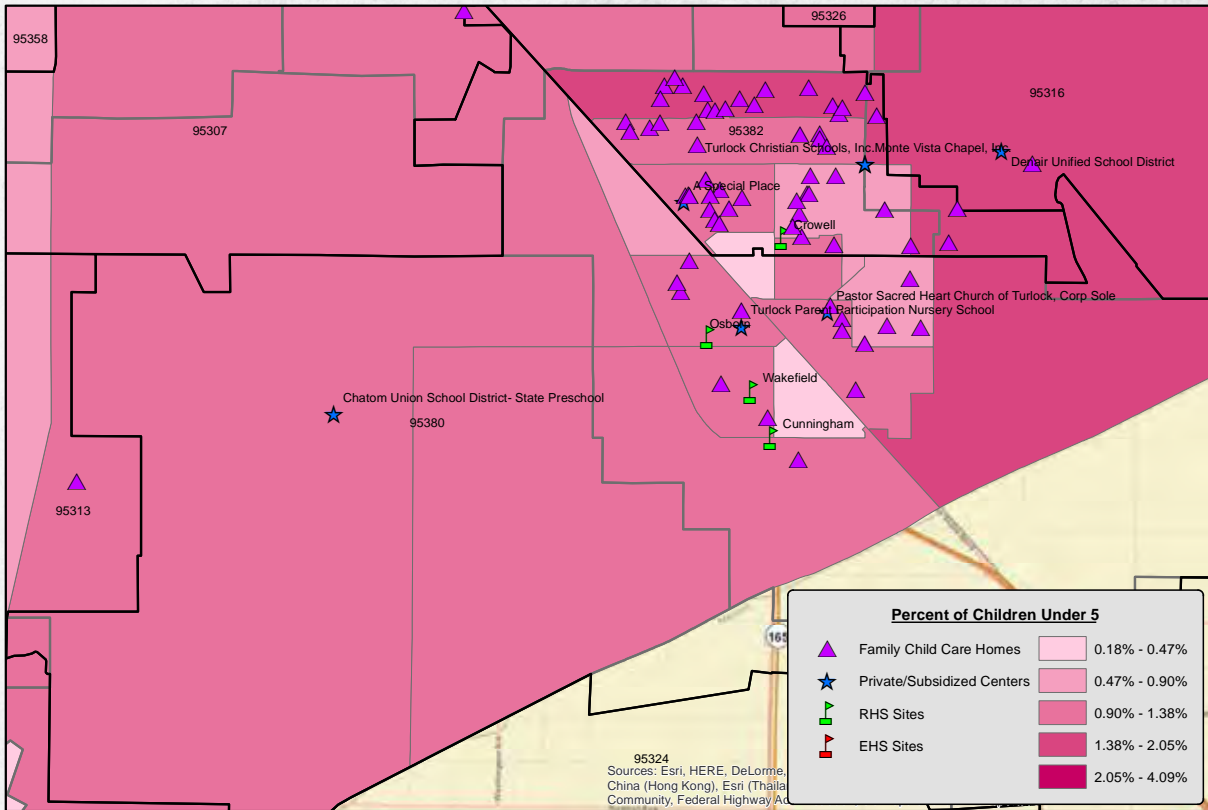 95326
95358
95316
95307
95382
Turlock Christian Schools, Inc.Monte Vista Chapel, Inc.
Denair Unified School District
A Special Place
Crowell
Pastor Sacred Heart Church of Turlock, Corp Sole
Turlock Parent Participation Nursery School
Osborn
Wakefield
Chatom Union School District- State Preschool
95380
Cunningham
95313
165
95324
Sources: Esri, HERE, DeLorme,
China (Hong Kong), Esri (Thaila
Community, Federal Highway Ad
Percent of Children Under 5
Family Child Care Homes
Private/Subsidized Centers
RHS Sites
EHS Sites
0.18% - 0.47%
0.47% - 0.90%
0.90% - 1.38%
1.38% - 2.05%
2.05% - 4.09%